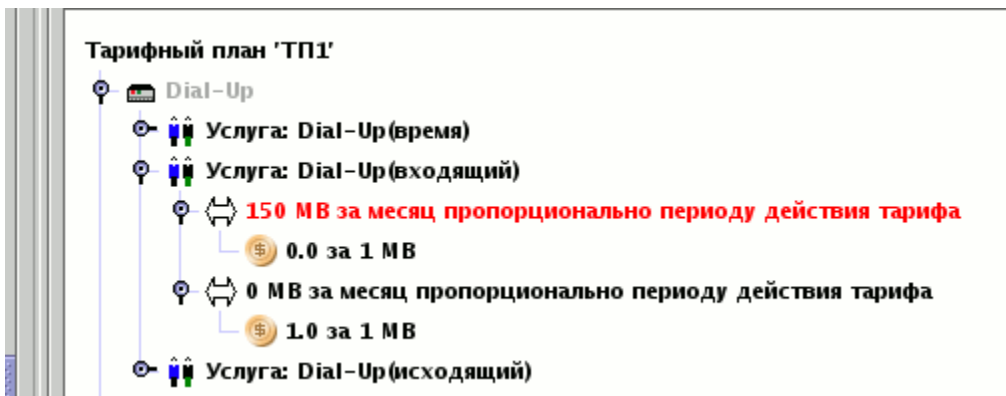 Тарифный план 'ТП1'
Dial-Up
Услуга: Dial-Up(время)
Услуга: Dial-Up(входящий)
150 MB за месяц пропорционально периоду действия тарифа
0.0 за 1 MB
0 MB за месяц пропорционально периоду действия тарифа
1.0 за 1 MB
Услуга: Dial-Up(исходящий)